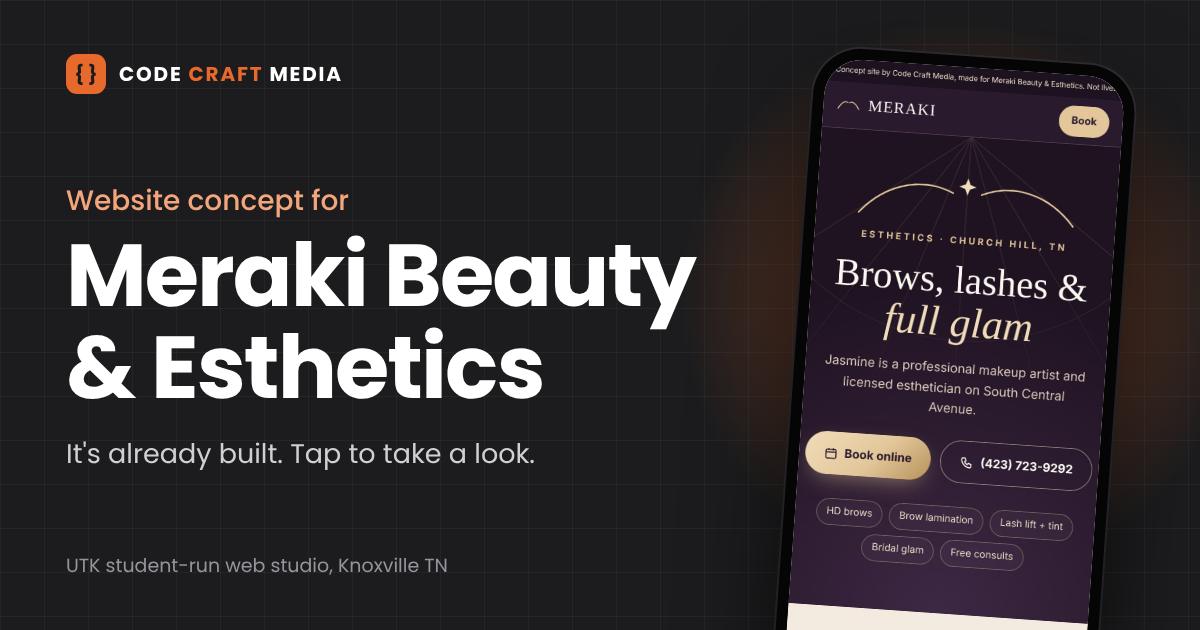 { } CODE CRAFT MEDIA
Website concept for
Meraki Beauty
& Esthetics
It's already built. Tap to take a look.
UTK student-run web studio, Knoxville TN
Concept site by Code Craft Media, made for Meraki Beauty & Esthetics. Not live.
MERAKI
Book
ESTHETICS · CHURCH HILL, TN
Brows, lashes &
full glam
Jasmine is a professional makeup artist and
licensed esthetician on South Central
Avenue.
Book online
(423) 723-9292
HD brows
Brow lamination
Lash lift + tint
Bridal glam
Free consults